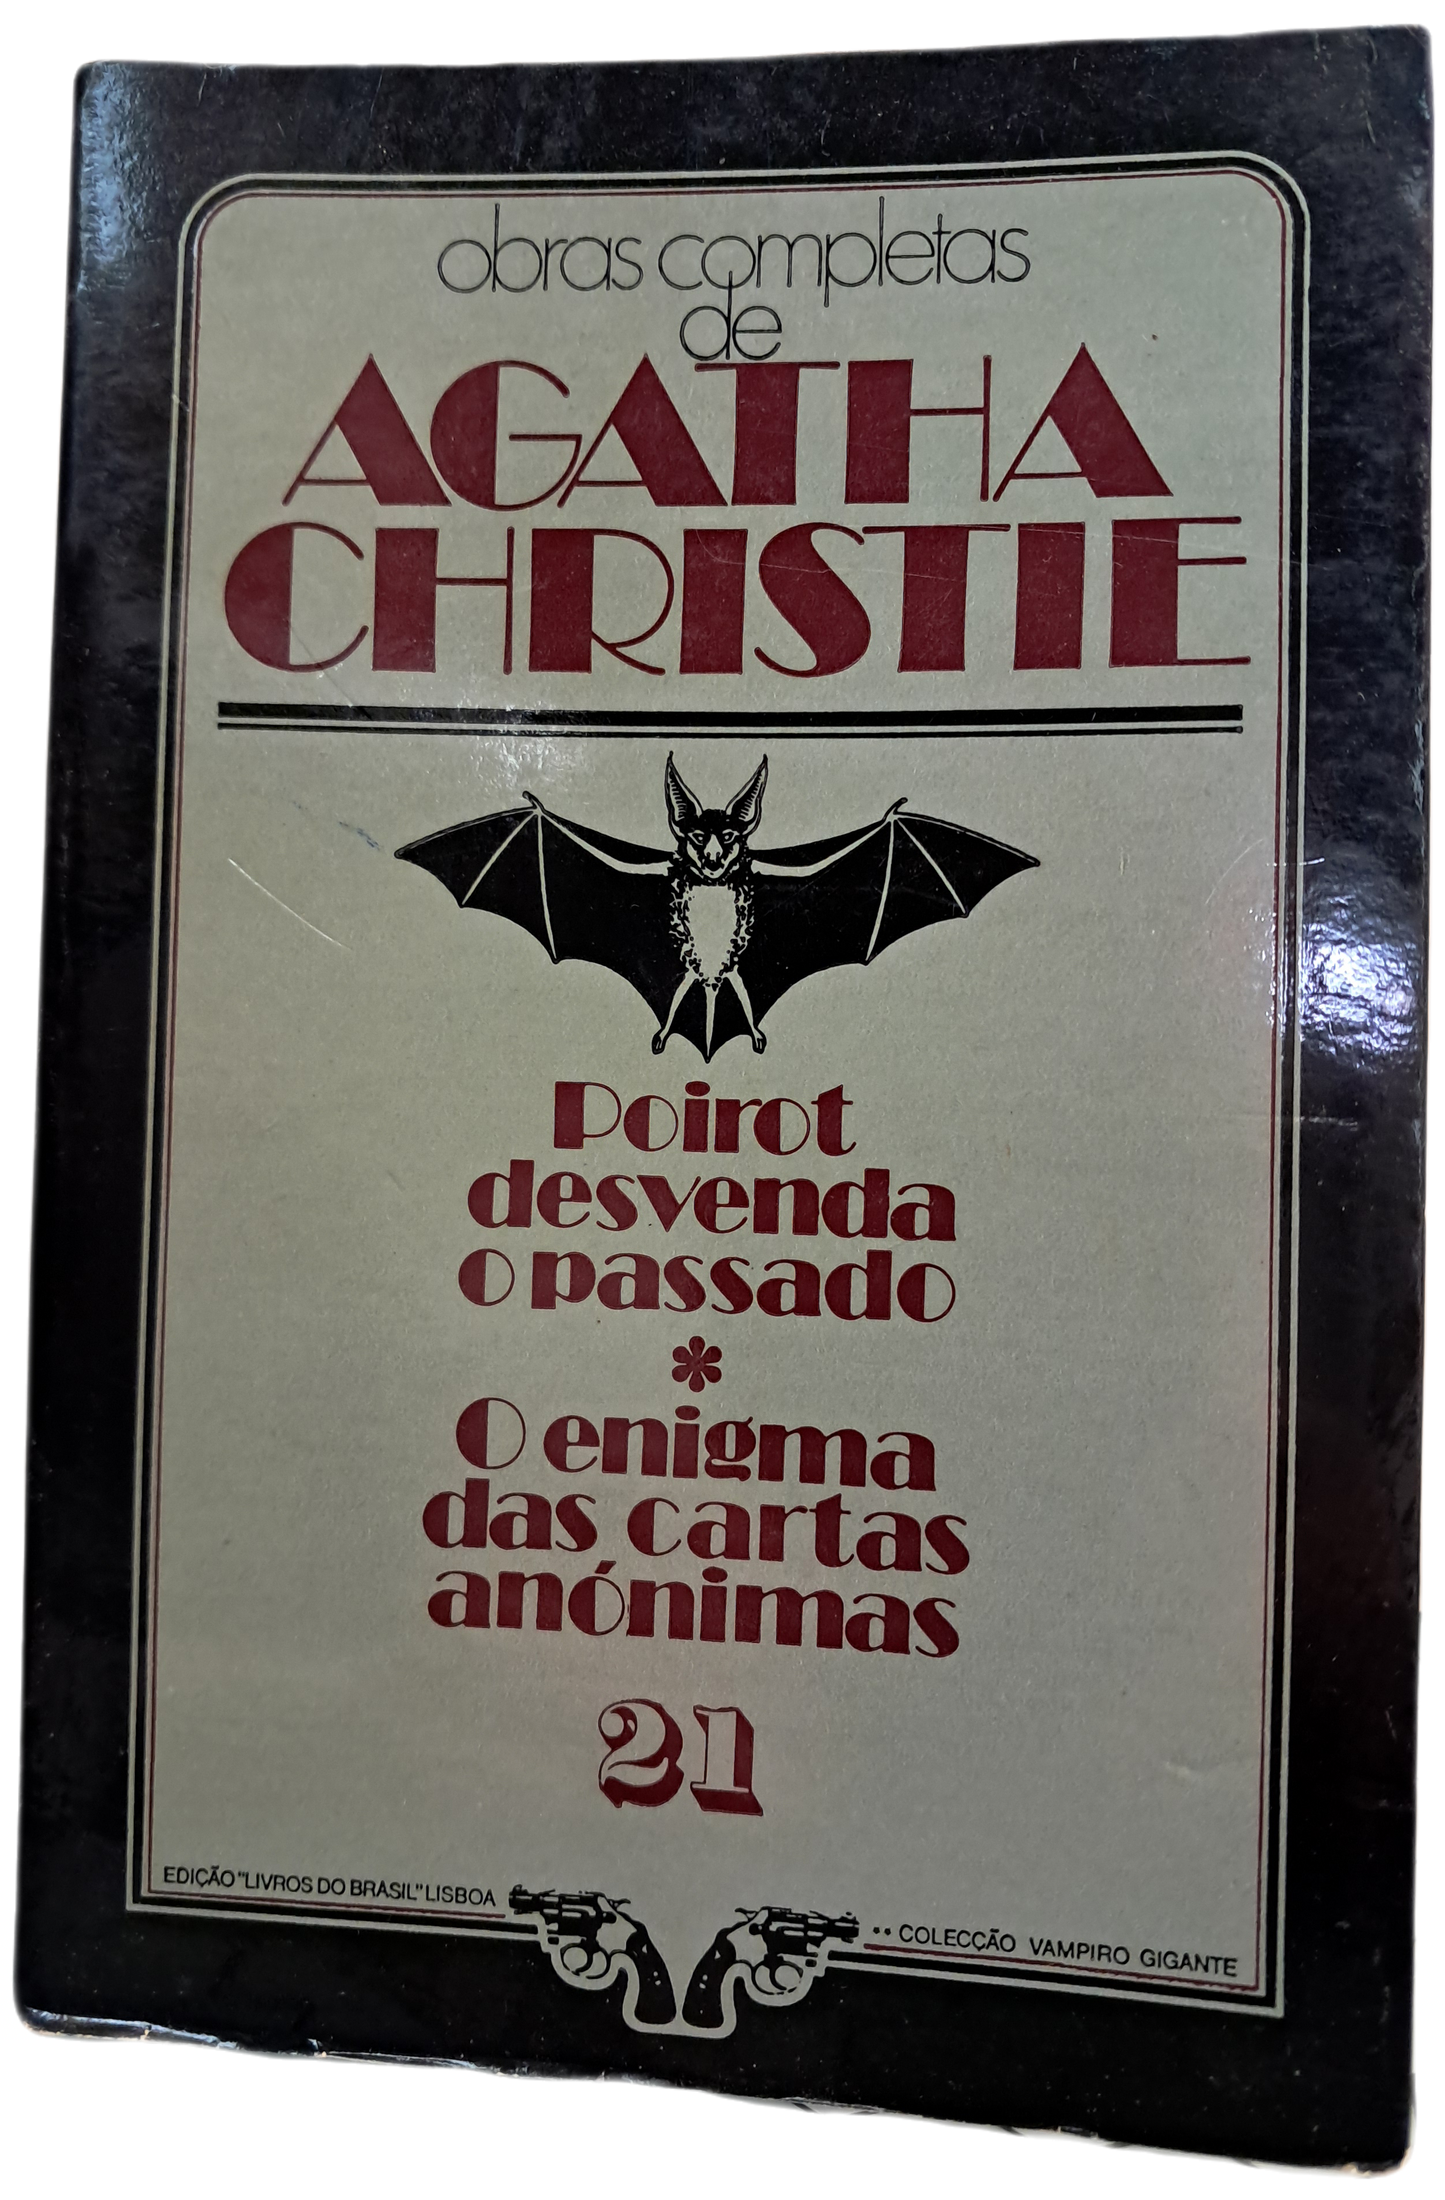 obras completas
de
AGATHA
CHRISTIE
Poirot
desvenda
o passado
*
O enigma
das cartas
anónimas
21
EDIÇÃO "LIVROS DO BRASIL" LISBOA
** COLECÇÃO VAMPIRO GIGANTE